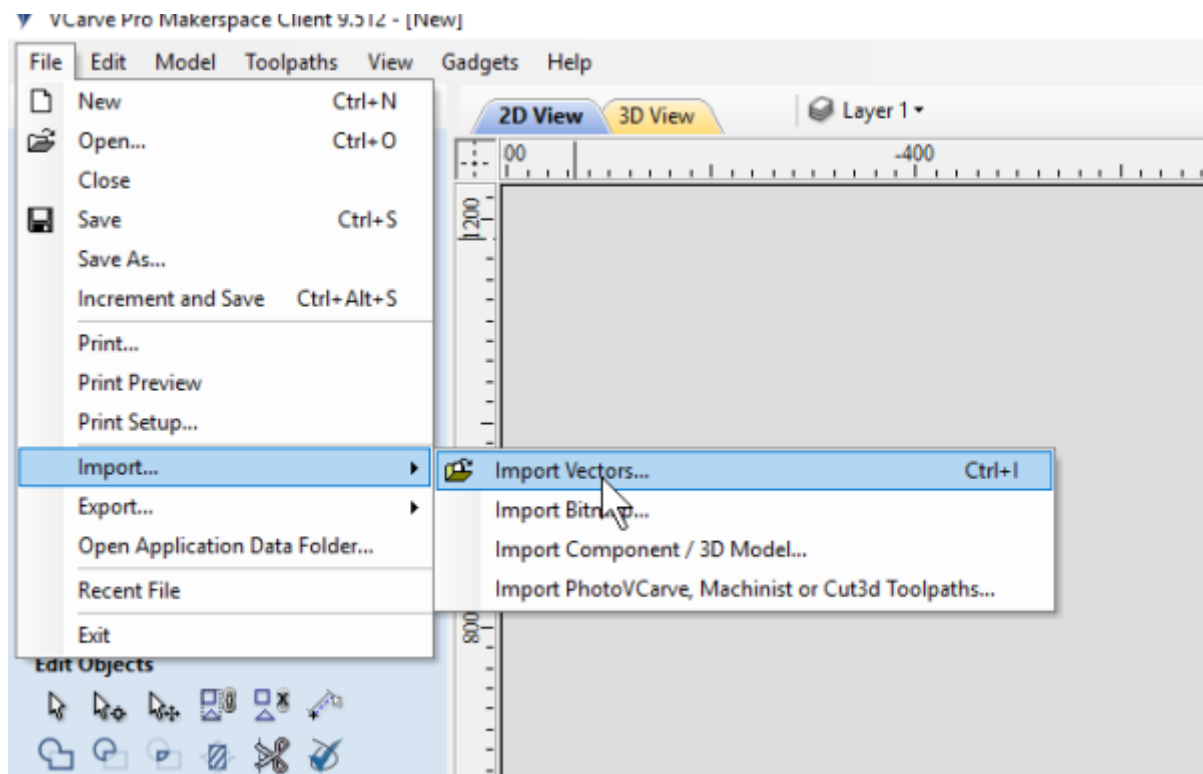 VCarve Pro Makerspace Client 9.512 - [New]
File Edit Model Toolpaths View Gadgets Help
New Ctrl+N
Open... Ctrl+O
Close
Save Ctrl+S
Save As...
Increment and Save Ctrl+Alt+S
Print...
Print Preview
Print Setup...
Import...
Export...
Open Application Data Folder...
Recent File
Exit
2D View 3D View Layer 1
00 -400
1200
Import Vectors... Ctrl+I
Import Component / 3D Model...
Import PhotoVCarve, Machinist or Cut3d Toolpaths...
800
Edit Objects